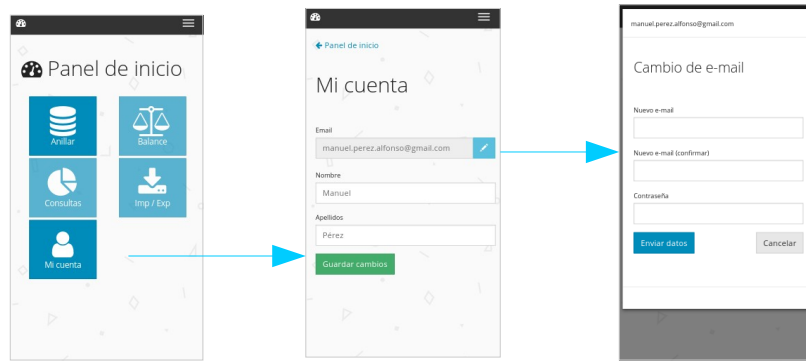 Panel de inicio
Anillar
Balance
Consultas
Imp / Exp
Mi cuenta
Panel de inicio
Mi cuenta
Email
manuel.perez.alfonso@gmail.com
Nombre
Manuel
Apellidos
Pérez
Guardar cambios
manuel.perez.alfonso@gmail.com
Cambio de e-mail
Nuevo e-mail
Nuevo e-mail (confirmar)
Contraseña
Enviar datos
Cancelar